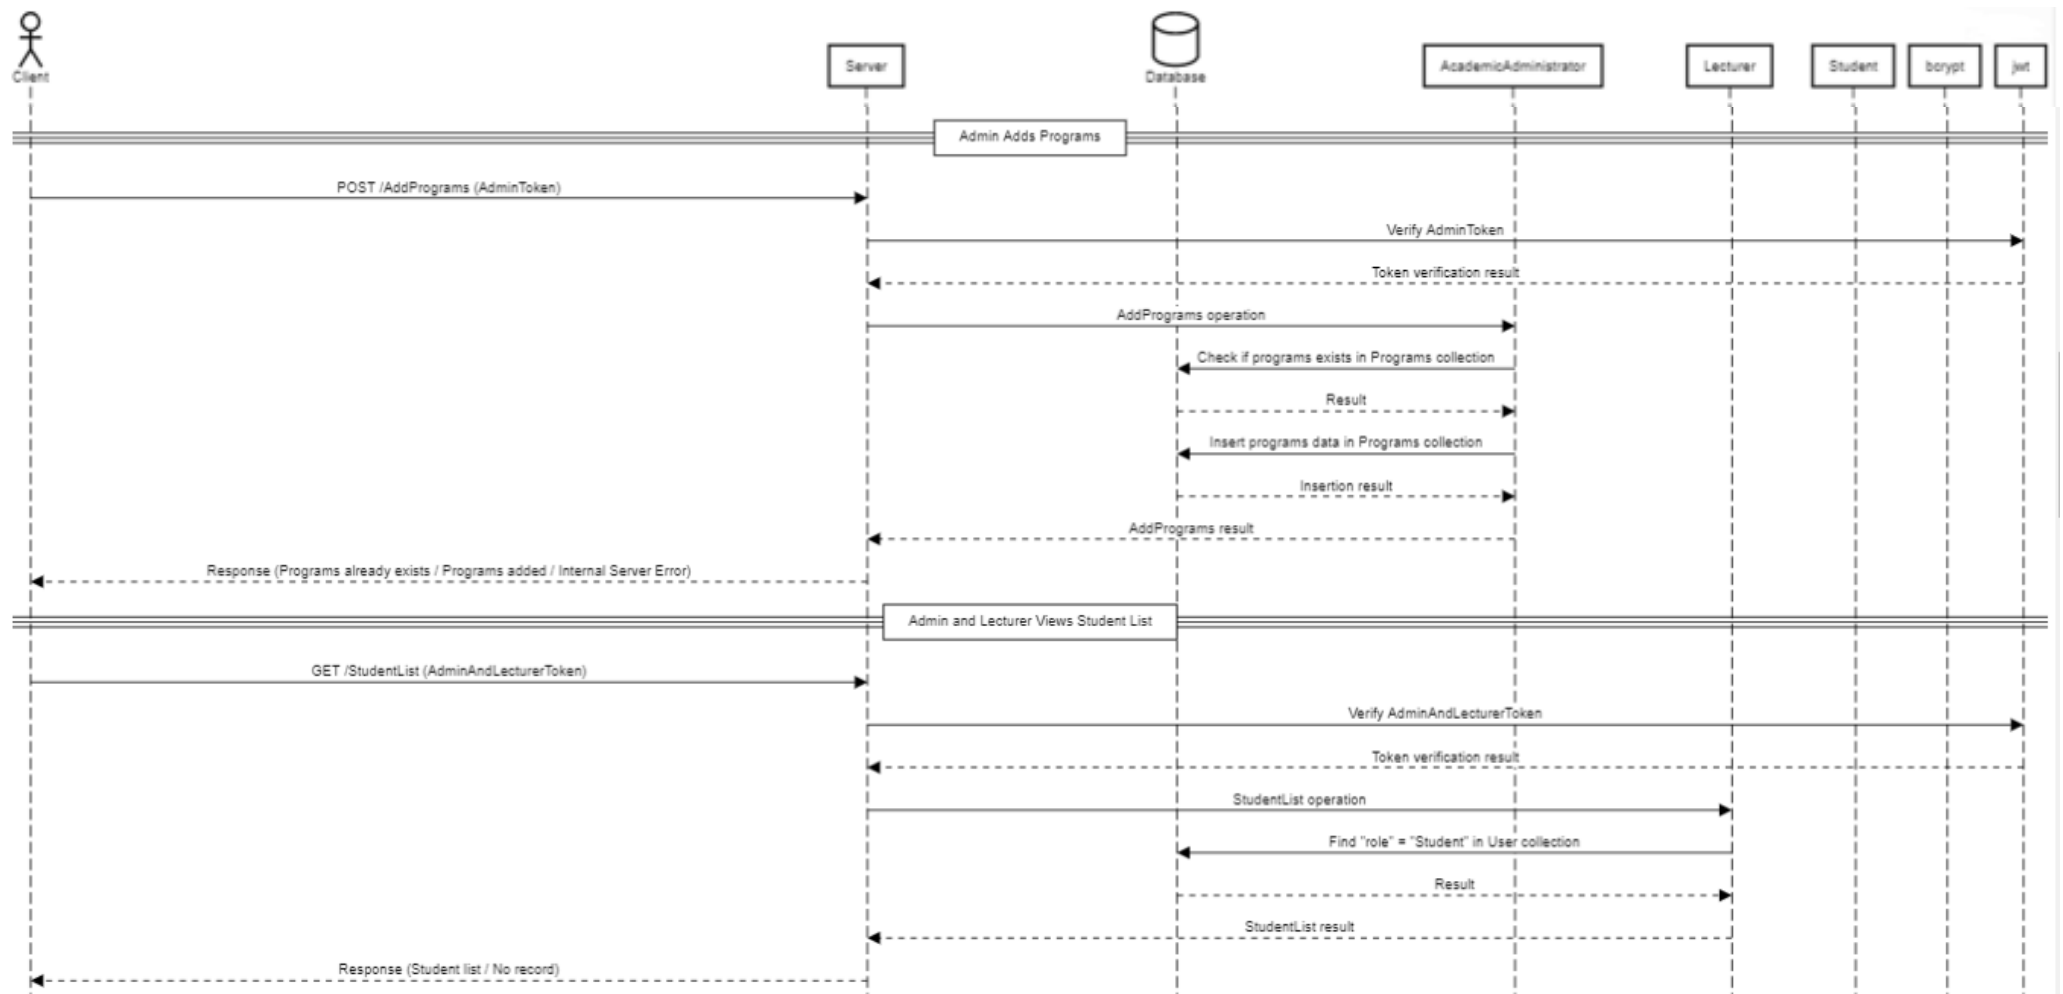 Client
Server
Database
AcademicAdministrator
Lecturer
Student
bcrypt
jwt
Admin Adds Programs
POST /AddPrograms (AdminToken)
Verify AdminToken
Token verification result
AddPrograms operation
Check if programs exists in Programs collection
Result
Insert programs data in Programs collection
Insertion result
AddPrograms result
Response (Programs already exists / Programs added / Internal Server Error)
Admin and Lecturer Views Student List
GET /StudentList (AdminAndLecturerToken)
Verify AdminAndLecturerToken
Token verification result
StudentList operation
Find "role" = "Student" in User collection
Result
StudentList result
Response (Student list / No record)